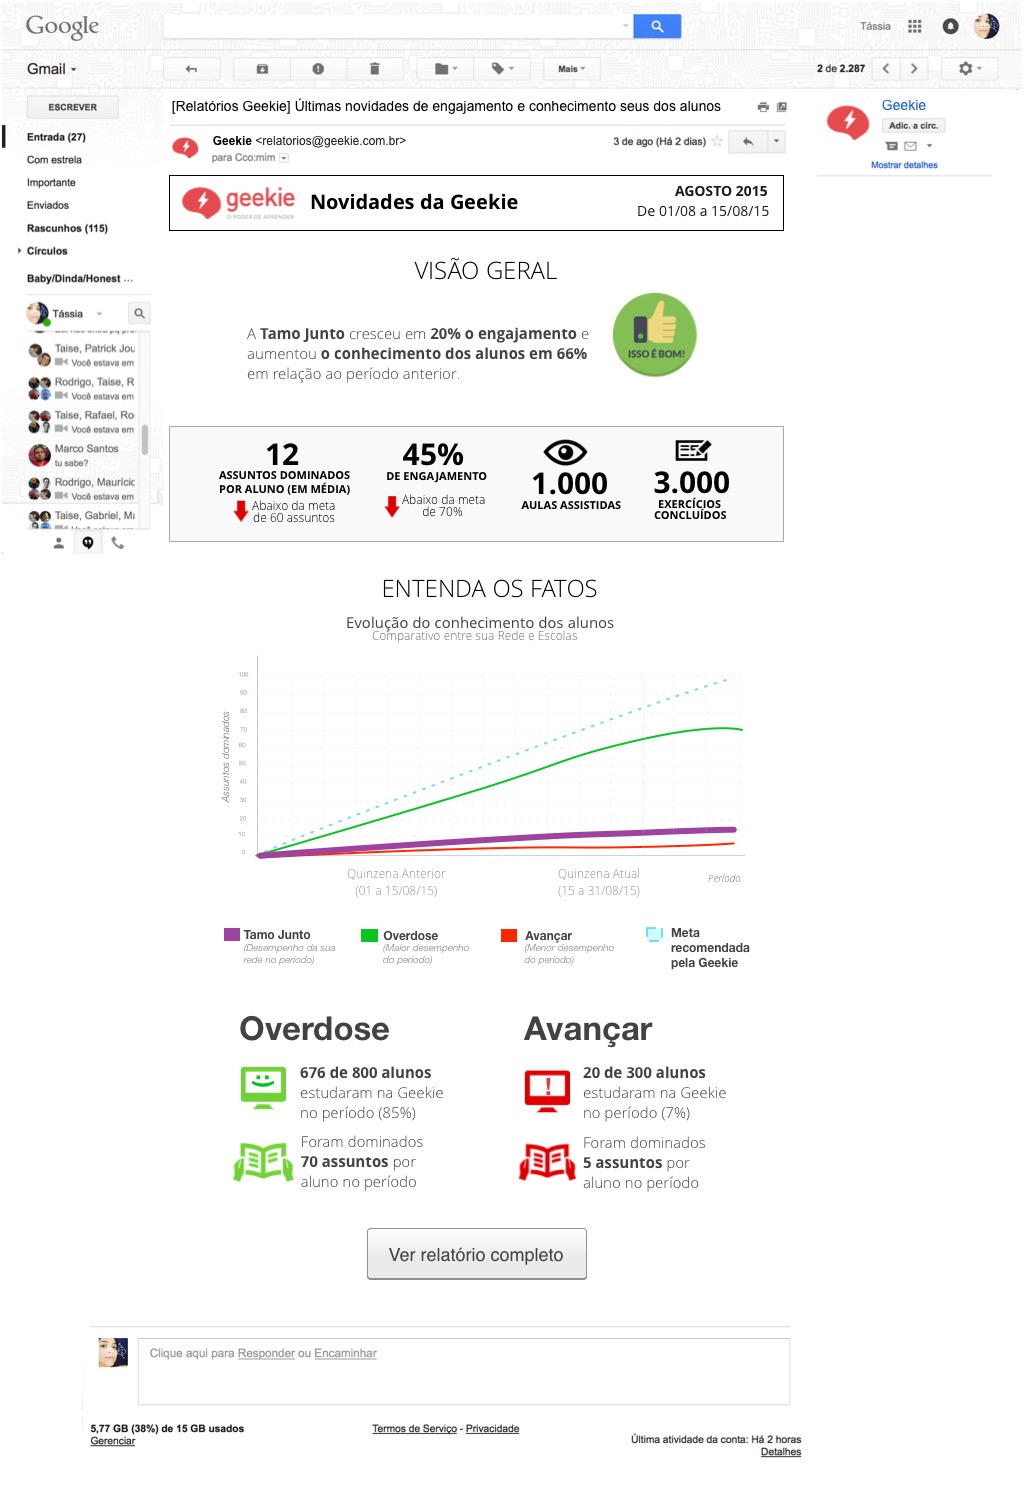 Google
Tássia
Gmail
Mais
2 de 2.287
ESCREVER
Entrada (27)
Com estrela
Importante
Enviados
Rascunhos (115)
Círculos
Baby/Dinda/Honest ...
Tássia
Taise, Patrick Jou
Você estava em
Rodrigo, Taise, R
Você estava em
Taise, Rafael, Ro
Você estava em
Marco Santos
tu sabe?
Rodrigo, Mauríci
Você estava em
Taise, Gabriel, Ma
[Relatórios Geekie] Últimas novidades de engajamento e conhecimento seus dos alunos
Geekie <relatorios@geekie.com.br>
para Cco:mim
3 de ago (Há 2 dias)
Geekie
Adic. a circ.
Mostrar detalhes
geekie
O PODER DE APRENDER
Novidades da Geekie
AGOSTO 2015
De 01/08 a 15/08/15
VISÃO GERAL
A Tamo Junto cresceu em 20% o engajamento e
aumentou o conhecimento dos alunos em 66%
em relação ao período anterior.
ISSO É BOM!
12
ASSUNTOS DOMINADOS
POR ALUNO (EM MÉDIA)
Abaixo da meta
de 60 assuntos
45%
DE ENGAJAMENTO
Abaixo da meta
de 70%
1.000
AULAS ASSISTIDAS
3.000
EXERCÍCIOS
CONCLUÍDOS
ENTENDA OS FATOS
Evolução do conhecimento dos alunos
Comparativo entre sua Rede e Escolas
Assuntos dominados
100
90
80
70
60
50
40
30
20
10
0
Quinzena Anterior
(01 a 15/08/15)
Quinzena Atual
(15 a 31/08/15)
Período
Tamo Junto
(Desempenho da sua
rede no período)
Overdose
(Maior desempenho
do período)
Avançar
(Menor desempenho
do período)
Meta
recomendada
pela Geekie
Overdose
676 de 800 alunos
estudaram na Geekie
no período (85%)
Foram dominados
70 assuntos por
aluno no período
Avançar
20 de 300 alunos
estudaram na Geekie
no período (7%)
Foram dominados
5 assuntos por
aluno no período
Ver relatório completo
Clique aqui para Responder ou Encaminhar
5,77 GB (38%) de 15 GB usados
Gerenciar
Termos de Serviço - Privacidade
Última atividade da conta: Há 2 horas
Detalhes